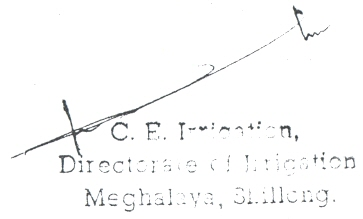 C. E. Irrigation,
Directorate of Irrigation
Meghalaya, Shillong.